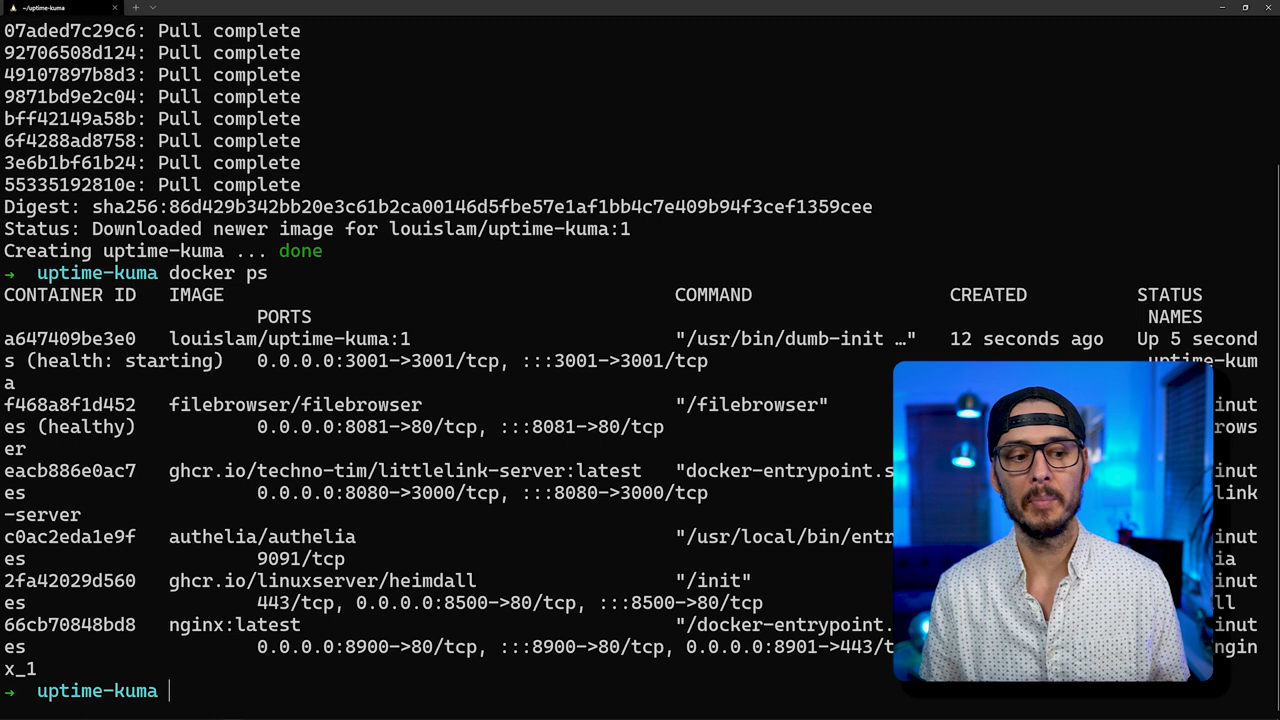 ~/uptime-kuma
07aded7c29c6: Pull complete
92706508d124: Pull complete
49107897b8d3: Pull complete
9871bd9e2c04: Pull complete
bff42149a58b: Pull complete
6f4288ad8758: Pull complete
3e6b1bf61b24: Pull complete
55335192810e: Pull complete
Digest: sha256:86d429b342bb20e3c61b2ca00146d5fbe57e1af1bb4c7e409b94f3cef1359cee
Status: Downloaded newer image for louislam/uptime-kuma:1
Creating uptime-kuma ... done
→ uptime-kuma docker ps
CONTAINER ID IMAGE COMMAND CREATED STATUS
PORTS NAMES
a647409be3e0 louislam/uptime-kuma:1 "/usr/bin/dumb-init …" 12 seconds ago Up 5 second
s (health: starting) 0.0.0.0:3001->3001/tcp, :::3001->3001/tcp uptime-kum
a
f468a8f1d452 filebrowser/filebrowser "/filebrowser" inut
es (healthy) 0.0.0.0:8081->80/tcp, :::8081->80/tcp rows
er
eacb886e0ac7 ghcr.io/techno-tim/littlelink-server:latest "docker-entrypoint.s inut
es 0.0.0.0:8080->3000/tcp, :::8080->3000/tcp link
-server
c0ac2eda1e9f authelia/authelia "/usr/local/bin/entr inut
es 9091/tcp ia
2fa42029d560 ghcr.io/linuxserver/heimdall "/init" inut
es 443/tcp, 0.0.0.0:8500->80/tcp, :::8500->80/tcp ll
66cb70848bd8 nginx:latest "/docker-entrypoint. inut
es 0.0.0.0:8900->80/tcp, :::8900->80/tcp, 0.0.0.0:8901->443/t ngin
x_1
→ uptime-kuma